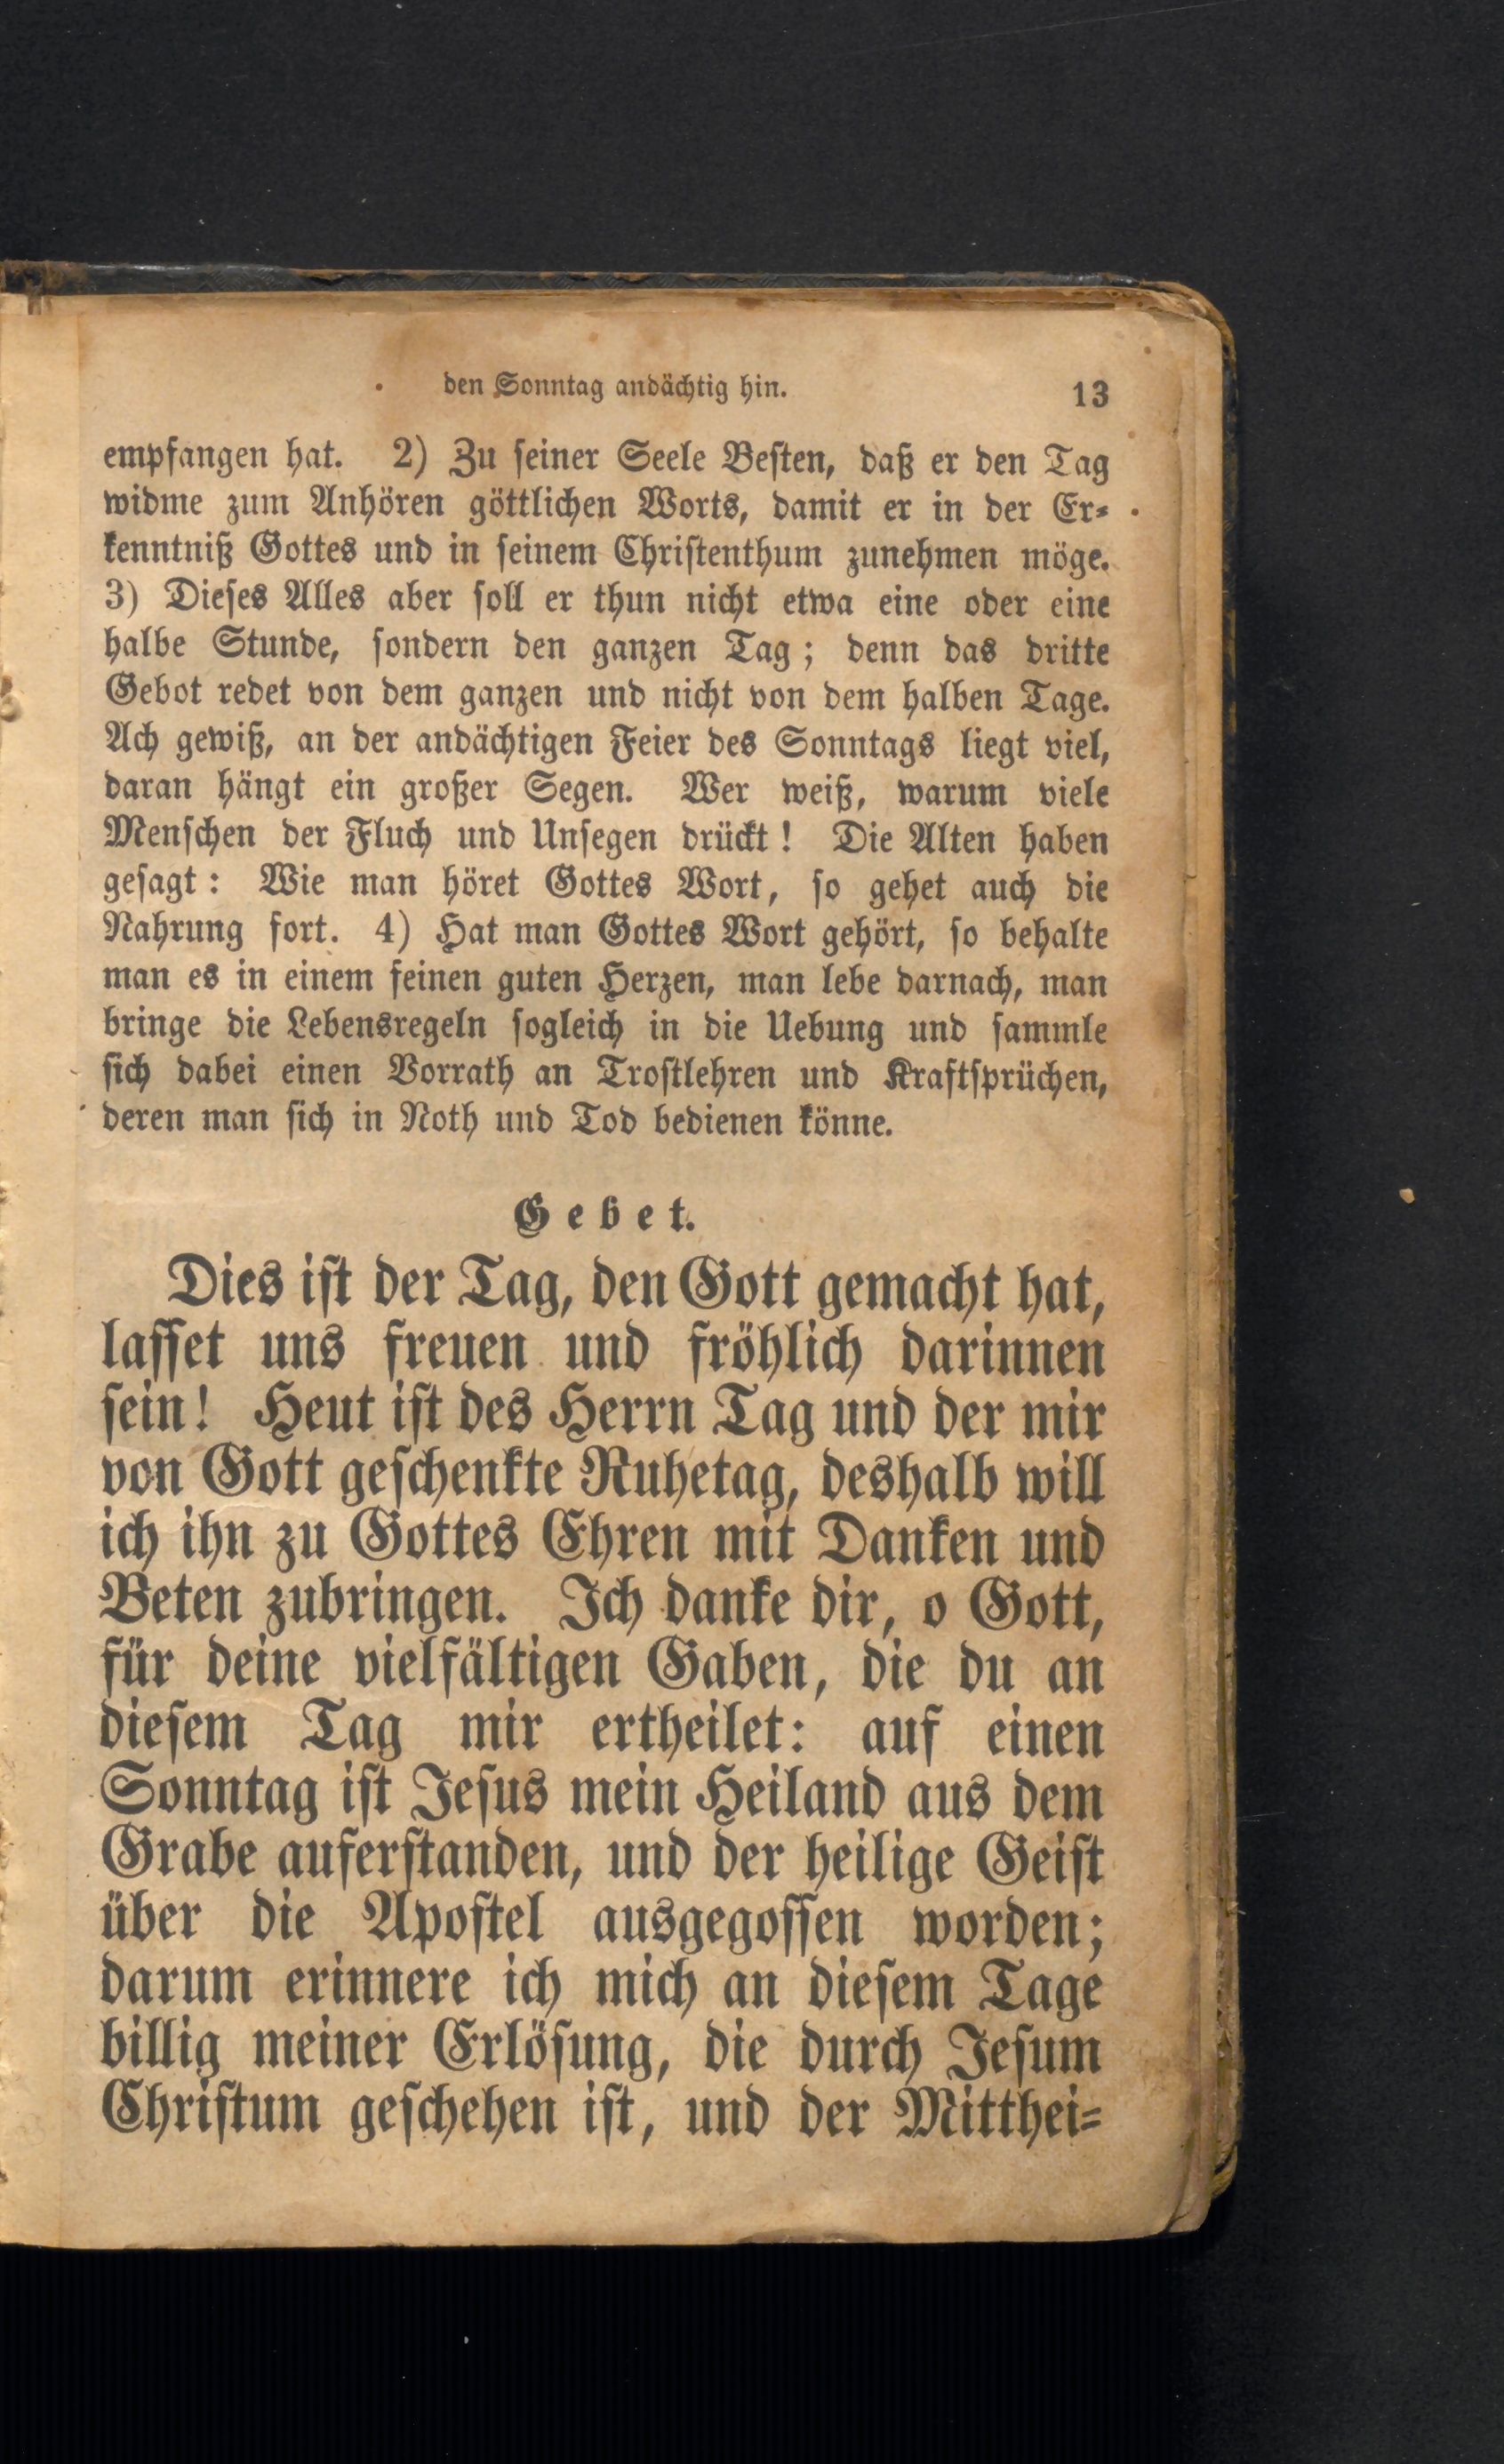 den Sonntag andächtig hin. 13
empfangen hat. 2) Zu seiner Seele Besten, daß er den Tag
widme zum Anhören göttlichen Worts, damit er in der Er-
kenntniß Gottes und in seinem Christenthum zunehmen möge.
3) Dieses Alles aber soll er thun nicht etwa eine oder eine
halbe Stunde, sondern den ganzen Tag; denn das dritte
Gebot redet von dem ganzen und nicht von dem halben Tage.
Ach gewiß, an der andächtigen Feier des Sonntags liegt viel,
daran hängt ein großer Segen. Wer weiß, warum viele
Menschen der Fluch und Unsegen drückt! Die Alten haben
gesagt: Wie man höret Gottes Wort, so gehet auch die
Nahrung fort. 4) Hat man Gottes Wort gehört, so behalte
man es in einem feinen guten Herzen, man lebe darnach, man
bringe die Lebensregeln sogleich in die Uebung und sammle
sich dabei einen Vorrath an Trostlehren und Kraftsprüchen,
deren man sich in Noth und Tod bedienen könne.
Gebet.
Dies ist der Tag, den Gott gemacht hat,
lasset uns freuen und fröhlich darinnen
sein! Heut ist des Herrn Tag und der mir
von Gott geschenkte Ruhetag, deshalb will
ich ihn zu Gottes Ehren mit Danken und
Beten zubringen. Ich danke dir, o Gott,
für deine vielfältigen Gaben, die du an
diesem Tag mir ertheilet: auf einen
Sonntag ist Jesus mein Heiland aus dem
Grabe auferstanden, und der heilige Geist
über die Apostel ausgegossen worden;
darum erinnere ich mich an diesem Tage
billig meiner Erlösung, die durch Jesum
Christum geschehen ist, und der Mitthei-